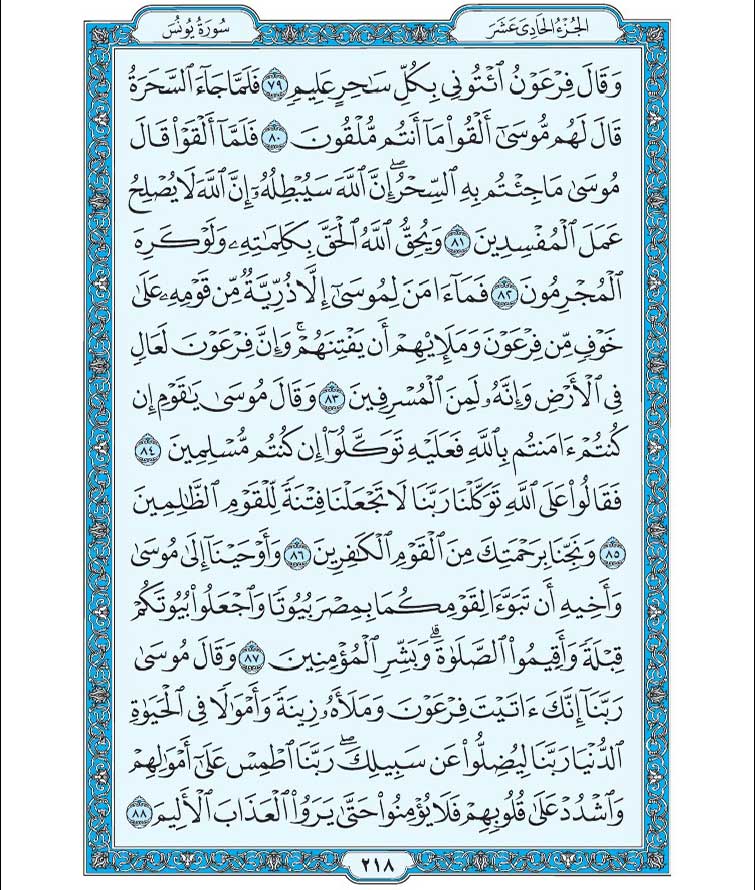 الجُزْءُ الحَادِىَ عَشَرَ
سُورَةُ يُونُسَ
وَقَالَ فِرْعَوْنُ ٱئْتُونِى بِكُلِّ سَٰحِرٍ عَلِيمٍ ٧٩ فَلَمَّا جَآءَ ٱلسَّحَرَةُ
قَالَ لَهُم مُّوسَىٰٓ أَلْقُوا۟ مَآ أَنتُم مُّلْقُونَ ٨٠ فَلَمَّآ أَلْقَوْا۟ قَالَ
مُوسَىٰ مَا جِئْتُم بِهِ ٱلسِّحْرُ ۖ إِنَّ ٱللَّهَ سَيُبْطِلُهُۥٓ إِنَّ ٱللَّهَ لَا يُصْلِحُ
عَمَلَ ٱلْمُفْسِدِينَ ٨١ وَيُحِقُّ ٱللَّهُ ٱلْحَقَّ بِكَلِمَٰتِهِۦ وَلَوْ كَرِهَ
ٱلْمُجْرِمُونَ ٨٢ فَمَآ ءَامَنَ لِمُوسَىٰٓ إِلَّا ذُرِّيَّةٌ مِّن قَوْمِهِۦ عَلَىٰ
خَوْفٍ مِّن فِرْعَوْنَ وَمَلَإِي۟هِمْ أَن يَفْتِنَهُمْ ۚ وَإِنَّ فِرْعَوْنَ لَعَالٍ
فِى ٱلْأَرْضِ وَإِنَّهُۥ لَمِنَ ٱلْمُسْرِفِينَ ٨٣ وَقَالَ مُوسَىٰ يَٰقَوْمِ إِن
كُنتُمْ ءَامَنتُم بِٱللَّهِ فَعَلَيْهِ تَوَكَّلُوٓا۟ إِن كُنتُم مُّسْلِمِينَ ٨٤
فَقَالُوا۟ عَلَى ٱللَّهِ تَوَكَّلْنَا رَبَّنَا لَا تَجْعَلْنَا فِتْنَةً لِّلْقَوْمِ ٱلظَّٰلِمِينَ
٨٥ وَنَجِّنَا بِرَحْمَتِكَ مِنَ ٱلْقَوْمِ ٱلْكَٰفِرِينَ ٨٦ وَأَوْحَيْنَآ إِلَىٰ مُوسَىٰ
وَأَخِيهِ أَن تَبَوَّءَا لِقَوْمِكُمَا بِمِصْرَ بُيُوتًا وَٱجْعَلُوا۟ بُيُوتَكُمْ
قِبْلَةً وَأَقِيمُوا۟ ٱلصَّلَوٰةَ ۗ وَبَشِّرِ ٱلْمُؤْمِنِينَ ٨٧ وَقَالَ مُوسَىٰ
رَبَّنَآ إِنَّكَ ءَاتَيْتَ فِرْعَوْنَ وَمَلَأَهُۥ زِينَةً وَأَمْوَٰلًا فِى ٱلْحَيَوٰةِ
ٱلدُّنْيَا رَبَّنَا لِيُضِلُّوا۟ عَن سَبِيلِكَ ۖ رَبَّنَا ٱطْمِسْ عَلَىٰٓ أَمْوَٰلِهِمْ
وَٱشْدُدْ عَلَىٰ قُلُوبِهِمْ فَلَا يُؤْمِنُوا۟ حَتَّىٰ يَرَوُا۟ ٱلْعَذَابَ ٱلْأَلِيمَ ٨٨
٢١٨